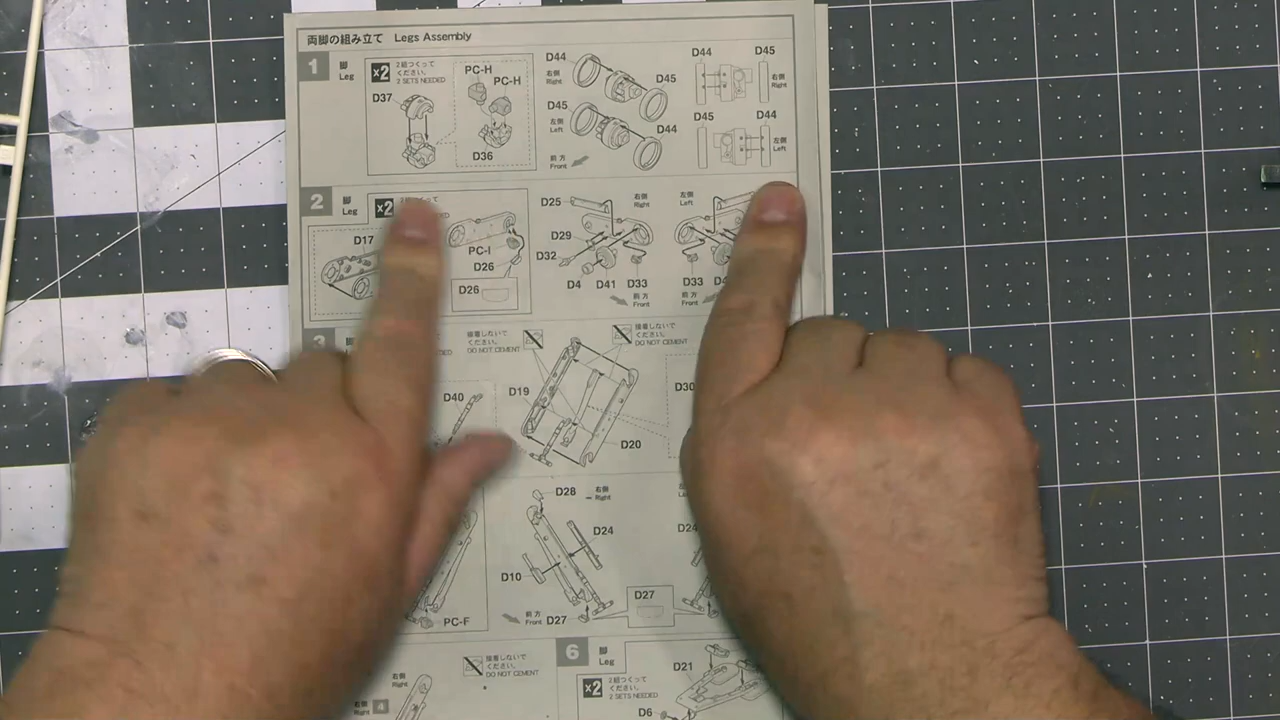 両脚の組み立て Legs Assembly
1
脚
Leg
×2
2組つくって
ください。
2 SETS NEEDED
D37
PC-H
PC-H
D36
D44
右側
Right
D45
D45
左側
Left
D44
前方
Front
D44
D45
右側
Right
D45
D44
左側
Left
2
脚
Leg
×2
D17
PC-I
D26
D26
D25
右側
Right
D29
D32
D4
D41
D33
前方
Front
左側
Left
D33
前方
Front
3
接着しないで
ください。
DO NOT CEMENT
接着しないで
ください。
DO NOT CEMENT
D40
D19
D20
D30
PC-F
D28
右側
Right
D24
D10
前方
Front
D27
D27
D24
右側
Right
Right
4
接着しないで
ください。
DO NOT CEMENT
6
脚
Leg
×2
2組つくって
ください。
2 SETS NEEDED
D21
D6